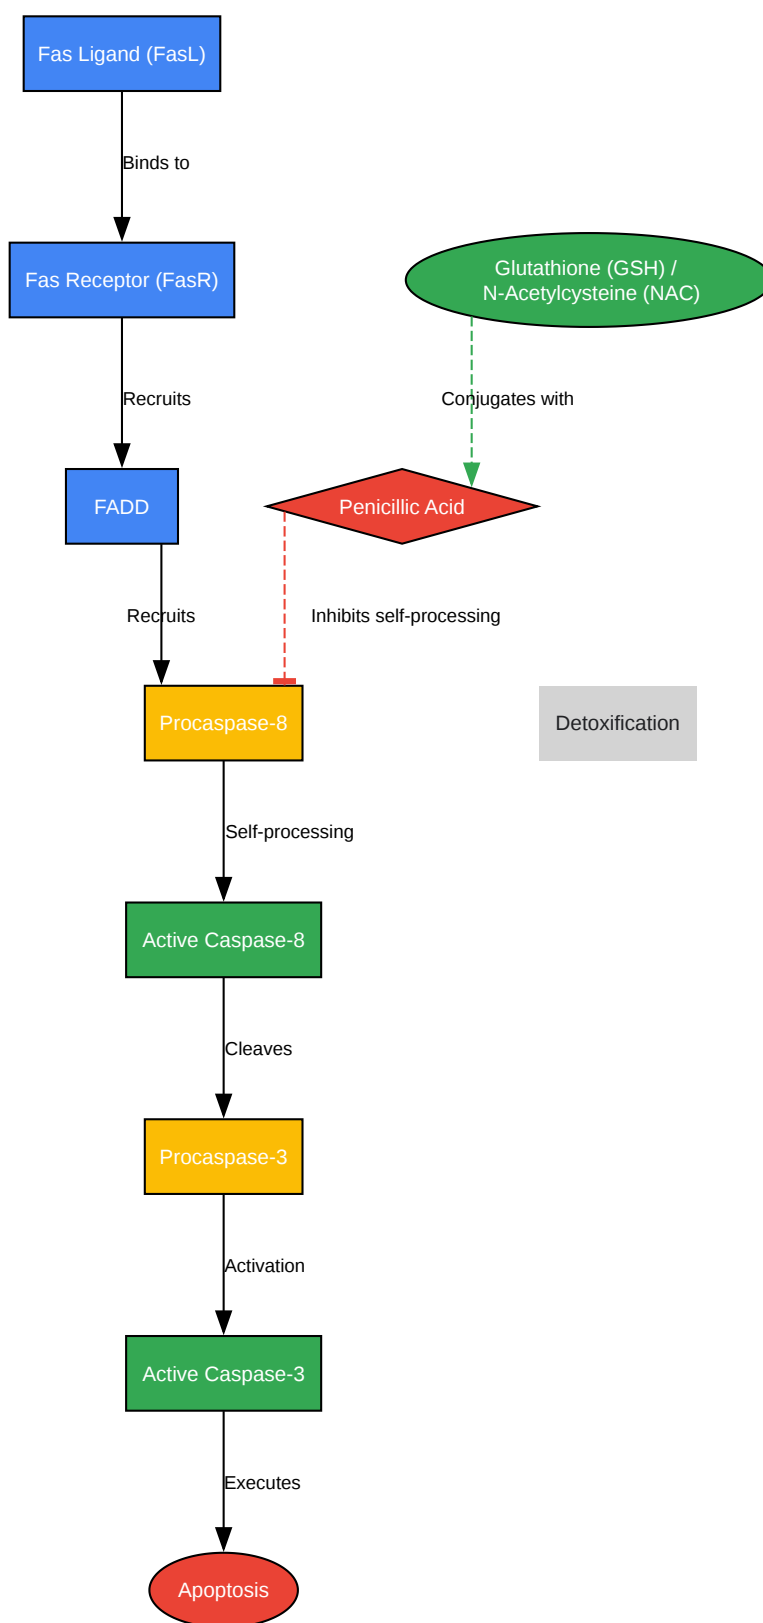 Fas Ligand (FasL)
Binds to
Fas Receptor (FasR)
Glutathione (GSH) /
N-Acetylcysteine (NAC)
Recruits
Conjugates with
FADD
Penicillic Acid
Recruits
Inhibits self-processing
Procaspase-8
Detoxification
Self-processing
Active Caspase-8
Cleaves
Procaspase-3
Activation
Active Caspase-3
Executes
Apoptosis